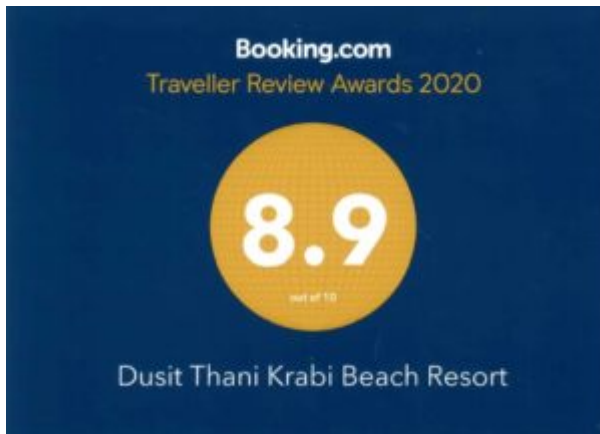 Booking.com
Traveller Review Awards 2020
8.9
out of 10
Dusit Thani Krabi Beach Resort